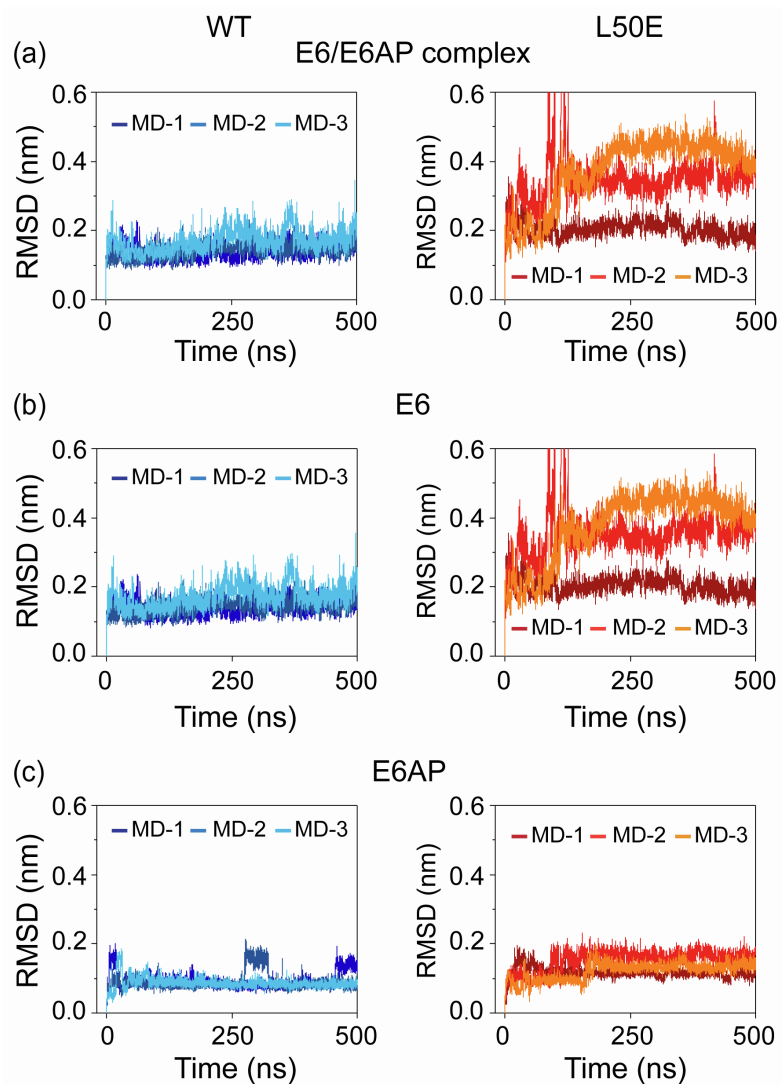 WT L50E
(a) E6/E6AP complex
0.6 0.6
MD-1 MD-2 MD-3
RMSD (nm) RMSD (nm)
0.4 0.4
0.2 0.2
MD-1 MD-2 MD-3
0.0 0.0
0 250 500 0 250 500
Time (ns) Time (ns)
(b) E6
0.6 0.6
MD-1 MD-2 MD-3
RMSD (nm) RMSD (nm)
0.4 0.4
0.2 0.2
MD-1 MD-2 MD-3
0.0 0.0
0 250 500 0 250 500
Time (ns) Time (ns)
(c) E6AP
0.6 0.6
MD-1 MD-2 MD-3 MD-1 MD-2 MD-3
RMSD (nm) RMSD (nm)
0.4 0.4
0.2 0.2
0.0 0.0
0 250 500 0 250 500
Time (ns) Time (ns)